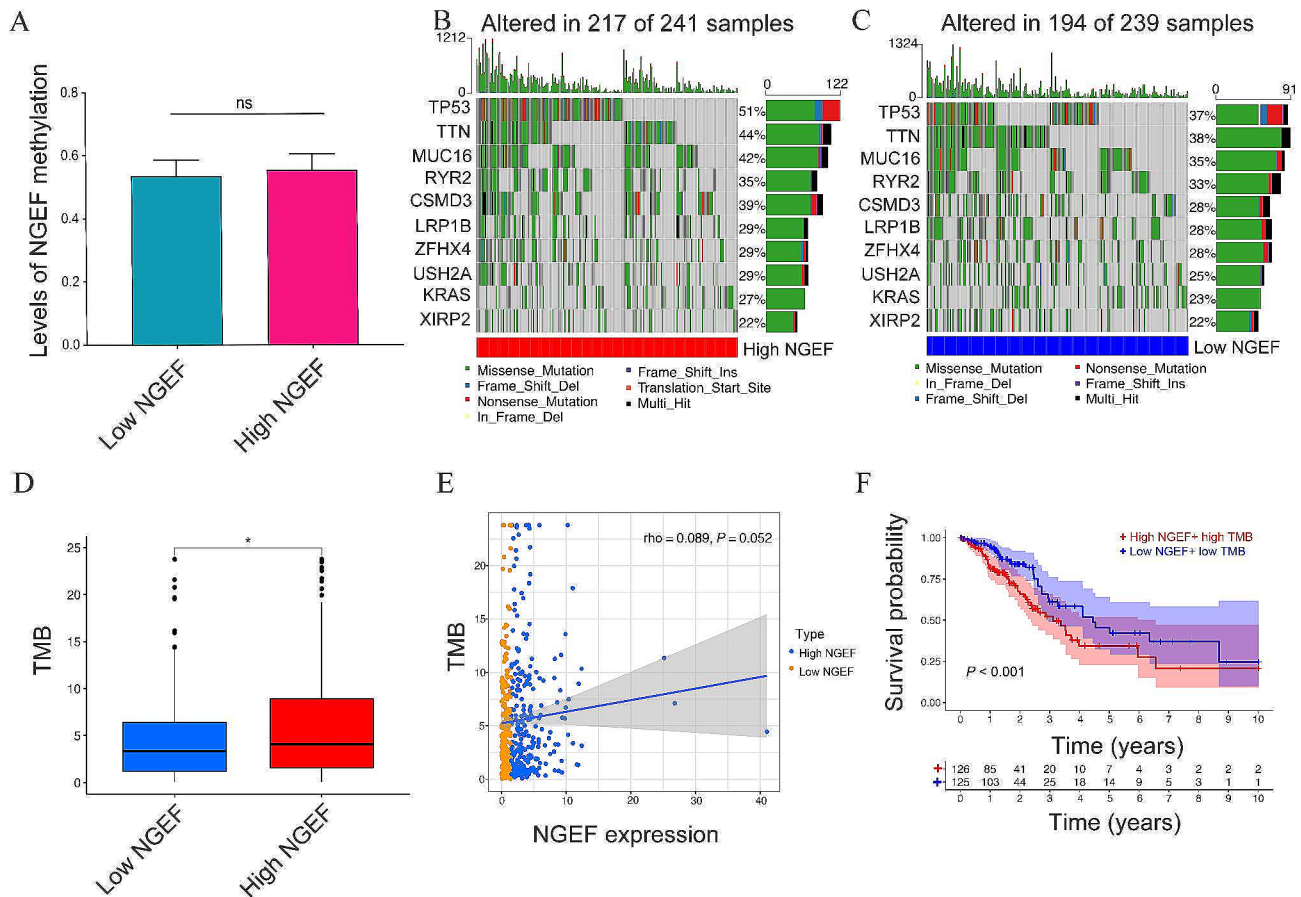 A
Levels of NGEF methylation
0.8
0.6
0.4
0.2
0.0
ns
Low NGEF
High NGEF
B
Altered in 217 of 241 samples
1212
0
0 122
TP53 51%
TTN 44%
MUC16 42%
RYR2 35%
CSMD3 39%
LRP1B 29%
ZFHX4 29%
USH2A 29%
KRAS 27%
XIRP2 22%
High NGEF
Missense_Mutation
Frame_Shift_Del
Nonsense_Mutation
In_Frame_Del
Frame_Shift_Ins
Translation_Start_Site
Multi_Hit
C
Altered in 194 of 239 samples
1324
0
0 91
TP53 37%
TTN 38%
MUC16 35%
RYR2 33%
CSMD3 28%
LRP1B 28%
ZFHX4 28%
USH2A 25%
KRAS 23%
XIRP2 22%
Low NGEF
Missense_Mutation
In_Frame_Del
Frame_Shift_Del
Nonsense_Mutation
Frame_Shift_Ins
Multi_Hit
D
TMB
25
20
15
10
5
0
*
Low NGEF
High NGEF
E
TMB
20
15
10
5
0
rho = 0.089, P = 0.052
0 10 20 30 40
NGEF expression
Type
High NGEF
Low NGEF
F
Survival probability
1.00
0.75
0.50
0.25
0.00
High NGEF+ high TMB
Low NGEF+ low TMB
P < 0.001
0 1 2 3 4 5 6 7 8 9 10
Time (years)
126 85 41 20 10 7 4 3 2 2 2
125 103 44 25 18 14 9 5 3 1 1
0 1 2 3 4 5 6 7 8 9 10
Time (years)